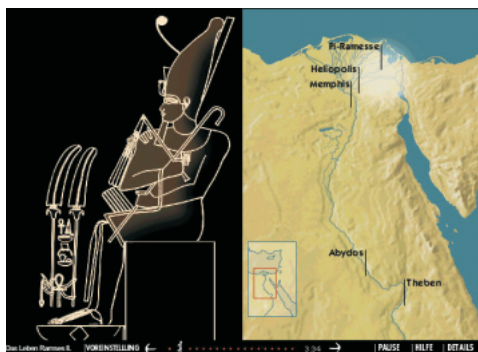 Pi-Ramesse
Heliopolis
Memphis
Abydos
Theben
Das Leben Ramses II. VOREINSTELLUNG 3:34 PAUSE HILFE DETAILS